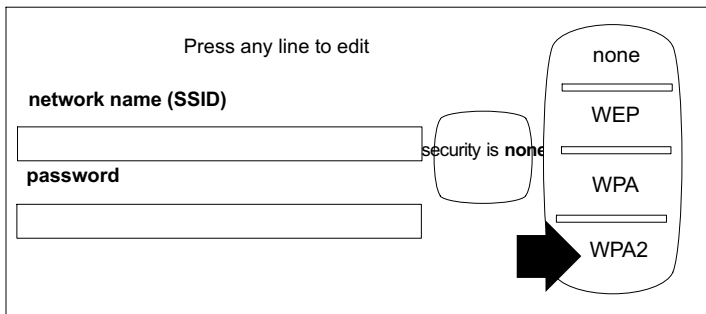 Press any line to edit
network name (SSID)
security is none
password
none
WEP
WPA
WPA2